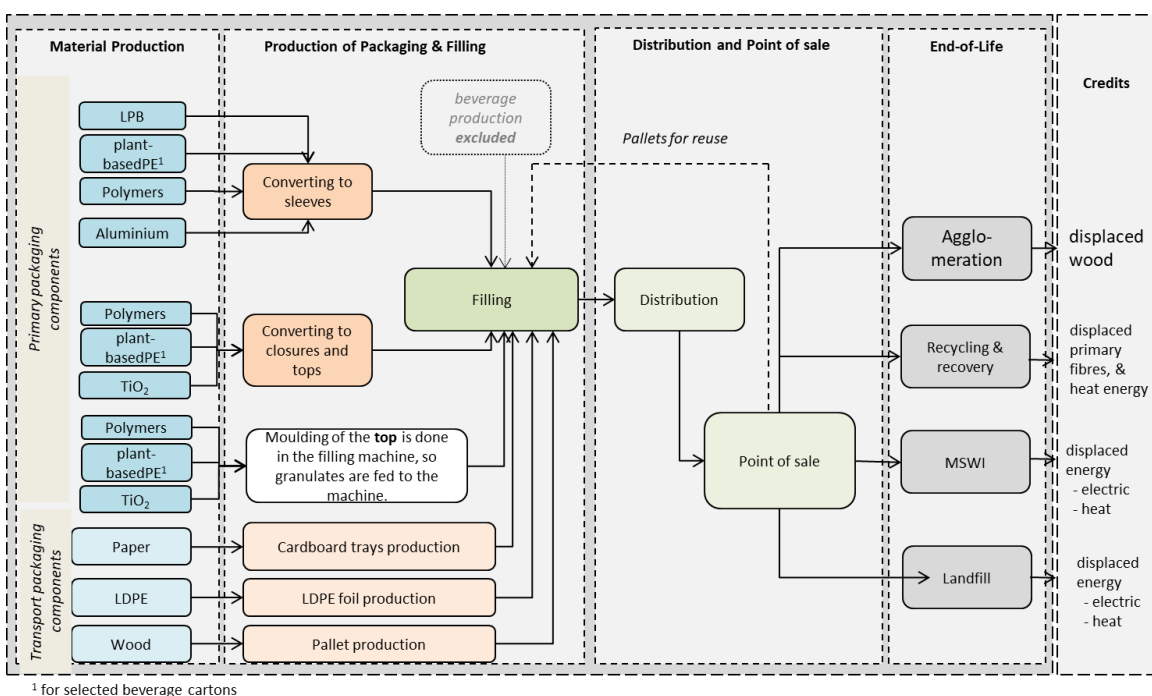 Material Production
Production of Packaging & Filling
Distribution and Point of sale
End-of-Life
Credits
Primary packaging
components
Transport packaging
components
LPB
plant-
basedPE¹
Polymers
Aluminium
Polymers
plant-
basedPE¹
TiO₂
Polymers
plant-
basedPE¹
TiO₂
Paper
LDPE
Wood
Converting to
sleeves
Converting to
closures and
tops
Moulding of the top is done
in the filling machine, so
granulates are fed to the
machine.
Cardboard trays production
LDPE foil production
Pallet production
beverage
production
excluded
Filling
Pallets for reuse
Distribution
Point of sale
Agglo-
meration
Recycling &
recovery
MSWI
Landfill
displaced
wood
displaced
primary
fibres, &
heat energy
displaced
energy
- electric
- heat
displaced
energy
- electric
- heat
¹ for selected beverage cartons